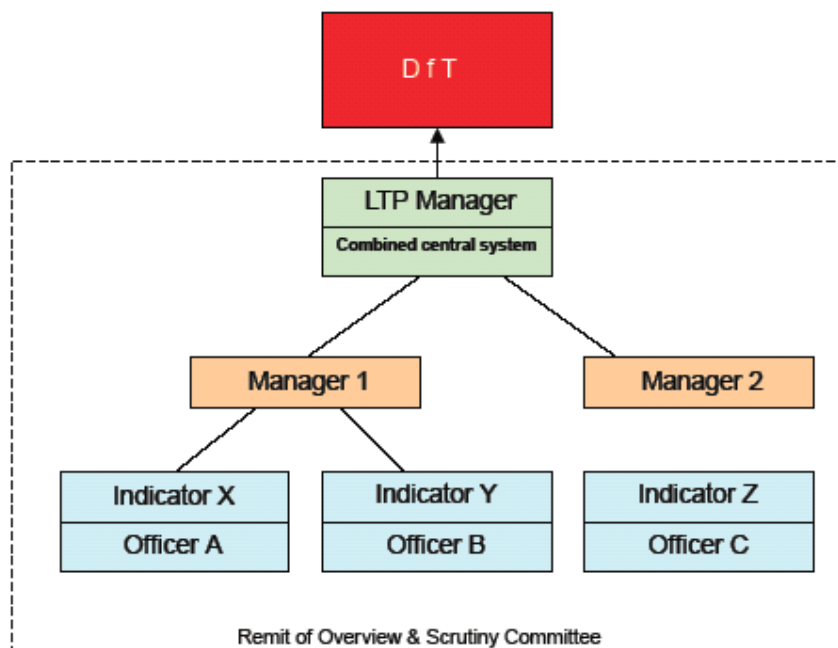 D f T
LTP Manager
Combined central system
Manager 1
Manager 2
Indicator X
Indicator Y
Indicator Z
Officer A
Officer B
Officer C
Remit of Overview & Scrutiny Committee